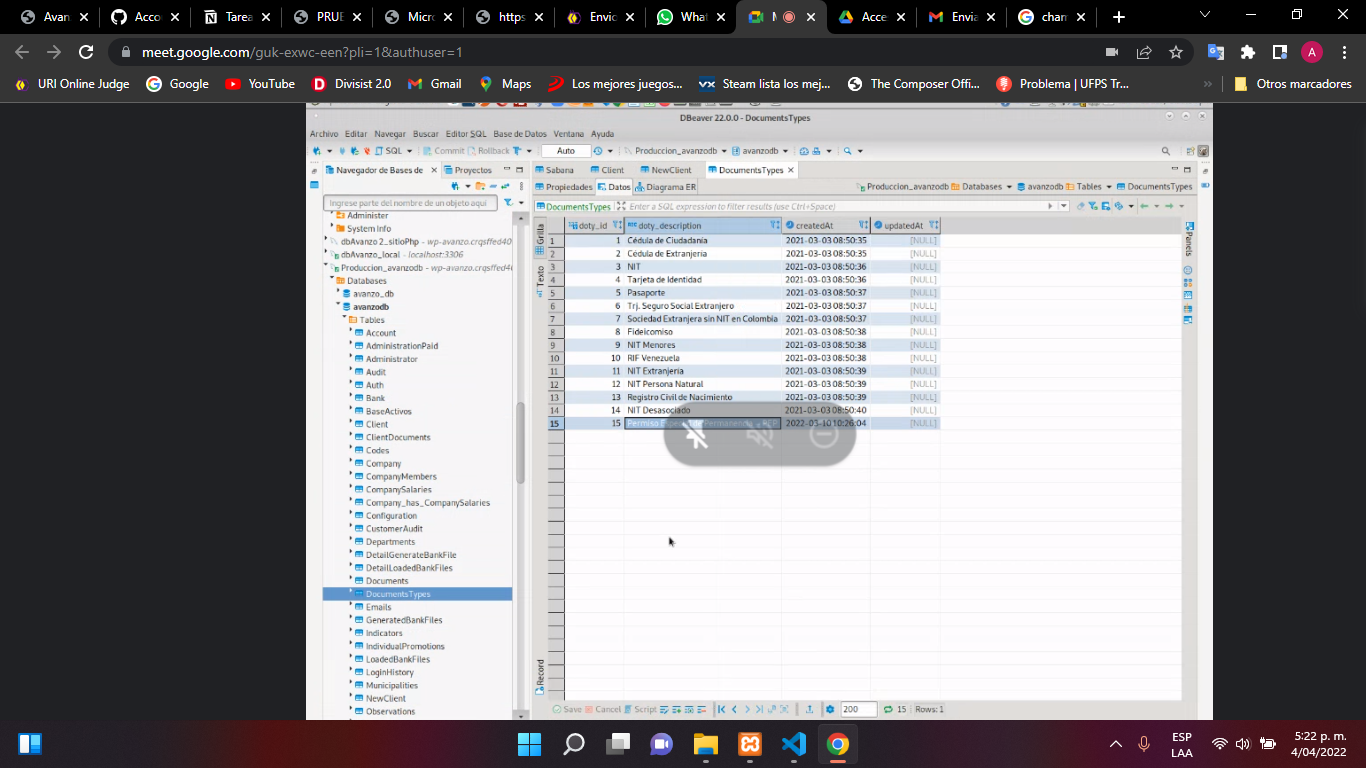 Avan
Acco
Tarea
PRUE
Micro
https
Envic
What
M
Acce
Envia
chan
meet.google.com/guk-exwc-een?pli=1&authuser=1
A
URI Online Judge
Google
YouTube
Divisist 2.0
Gmail
Maps
Los mejores juegos...
Steam lista los mej...
The Composer Offi...
Problema | UFPS Tr...
»
Otros marcadores
DBeaver 22.0.0 - DocumentsTypes
Archivo Editar Navegar Buscar Editor SQL Base de Datos Ventana Ayuda
SQL Commit Rollback Auto Produccion_avanzodb avanzodb
Navegador de Bases de Proyectos
Sabana Client NewClient DocumentsTypes
Propiedades Datos Diagrama ER
Produccion_avanzodb Databases avanzodb Tables DocumentsTypes
Ingrese parte del nombre de un objeto aquí
DocumentsTypes Enter a SQL expression to filter results (use Ctrl+Space)
Administer
System Info
dbAvanzo 2_sitioPhp - wp-avanzo.crqsffed40
dbAvanzo_local - localhost:3306
Produccion_avanzodb - wp-avanzo.crqsffed40
Databases
avanzo_db
avanzodb
Tables
Account
AdministrationPaid
Administrator
Audit
Auth
Bank
BaseActivos
Client
ClientDocuments
Codes
Company
CompanyMembers
CompanySalaries
Company_has_CompanySalaries
Configuration
CustomerAudit
Departments
DetailGenerateBankFile
DetailLoadedBankFiles
Documents
DocumentsTypes
Emails
GeneratedBankFiles
Indicators
IndividualPromotions
LoadedBankFiles
LoginHistory
Municipalities
NewClient
Observations
Grilla
Texto
Record
doty_id doty_description createdAt updatedAt
1 1 Cédula de Ciudadanía 2021-03-03 08:50:35 [NULL]
2 2 Cédula de Extranjería 2021-03-03 08:50:35 [NULL]
3 3 NIT 2021-03-03 08:50:36 [NULL]
4 4 Tarjeta de Identidad 2021-03-03 08:50:36 [NULL]
5 5 Pasaporte 2021-03-03 08:50:37 [NULL]
6 6 Trj. Seguro Social Extranjero 2021-03-03 08:50:37 [NULL]
7 7 Sociedad Extranjera sin NIT en Colombia 2021-03-03 08:50:37 [NULL]
8 8 Fideicomiso 2021-03-03 08:50:38 [NULL]
9 9 NIT Menores 2021-03-03 08:50:38 [NULL]
10 10 RIF Venezuela 2021-03-03 08:50:38 [NULL]
11 11 NIT Extranjeria 2021-03-03 08:50:39 [NULL]
12 12 NIT Persona Natural 2021-03-03 08:50:39 [NULL]
13 13 Registro Civil de Nacimiento 2021-03-03 08:50:39 [NULL]
14 14 NIT Desasociado 2021-03-03 08:50:40 [NULL]
15 15 Permiso 2022-03-10 10:26:04 [NULL]
Panels
Save Cancel Script 200 15 Rows: 1
ESP
LAA
5:22 p. m.
4/04/2022